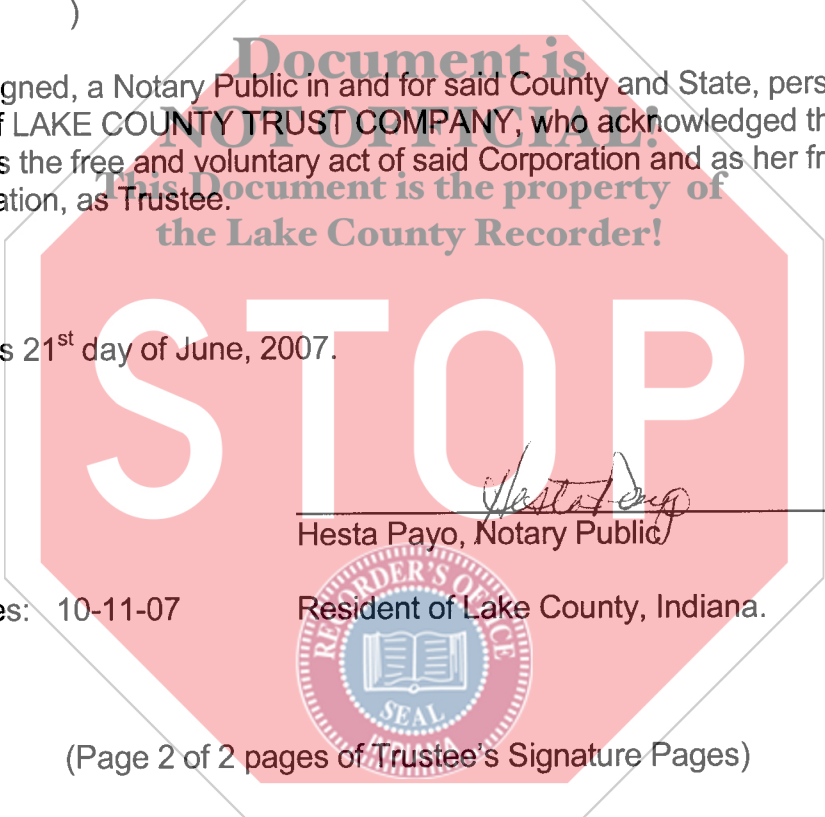 )
Document is
gned, a Notary Public in and for said County and State, pers
NOT OFFICIAL!
f LAKE COUNTY TRUST COMPANY, who acknowledged th
s the free and voluntary act of said Corporation and as her fr
This Document is the property of
ation, as Trustee.
the Lake County Recorder!
s 21st day of June, 2007.
STOP
Hesta Payo
Hesta Payo, Notary Public
es: 10-11-07 Resident of Lake County, Indiana.
RECORDER'S OFFICE
SEAL
INDIANA
(Page 2 of 2 pages of Trustee's Signature Pages)